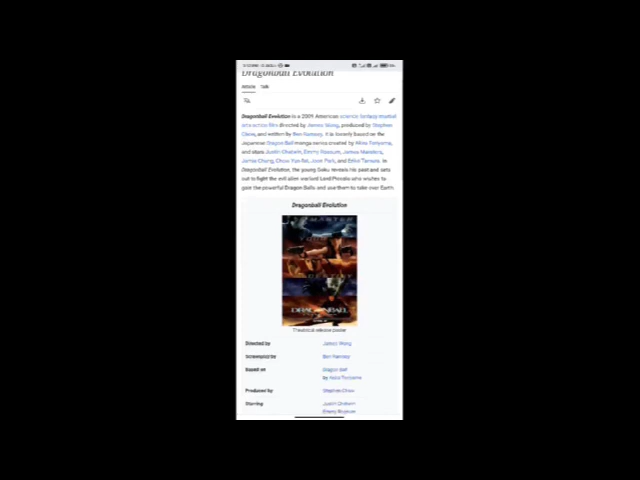 Dragonball Evolution
Article Talk
Dragonball Evolution is a 2009 American science fantasy martial
arts action film directed by James Wong, produced by Stephen
Chow, and written by Ben Ramsey. It is loosely based on the
Japanese Dragon Ball manga series created by Akira Toriyama,
and stars Justin Chatwin, Emmy Rossum, James Marsters,
Jamie Chung, Chow Yun-fat, Joon Park, and Eriko Tamura. In
Dragonball Evolution, the young Goku reveals his past and sets
out to fight the evil alien warlord Lord Piccolo who wishes to
gain the powerful Dragon Balls and use them to take over Earth.
Dragonball Evolution
DRAGONBALL
Theatrical release poster
Directed by James Wong
Screenplay by Ben Ramsey
Based on Dragon Ball
by Akira Toriyama
Produced by Stephen Chow
Starring Justin Chatwin
Emmy Rossum